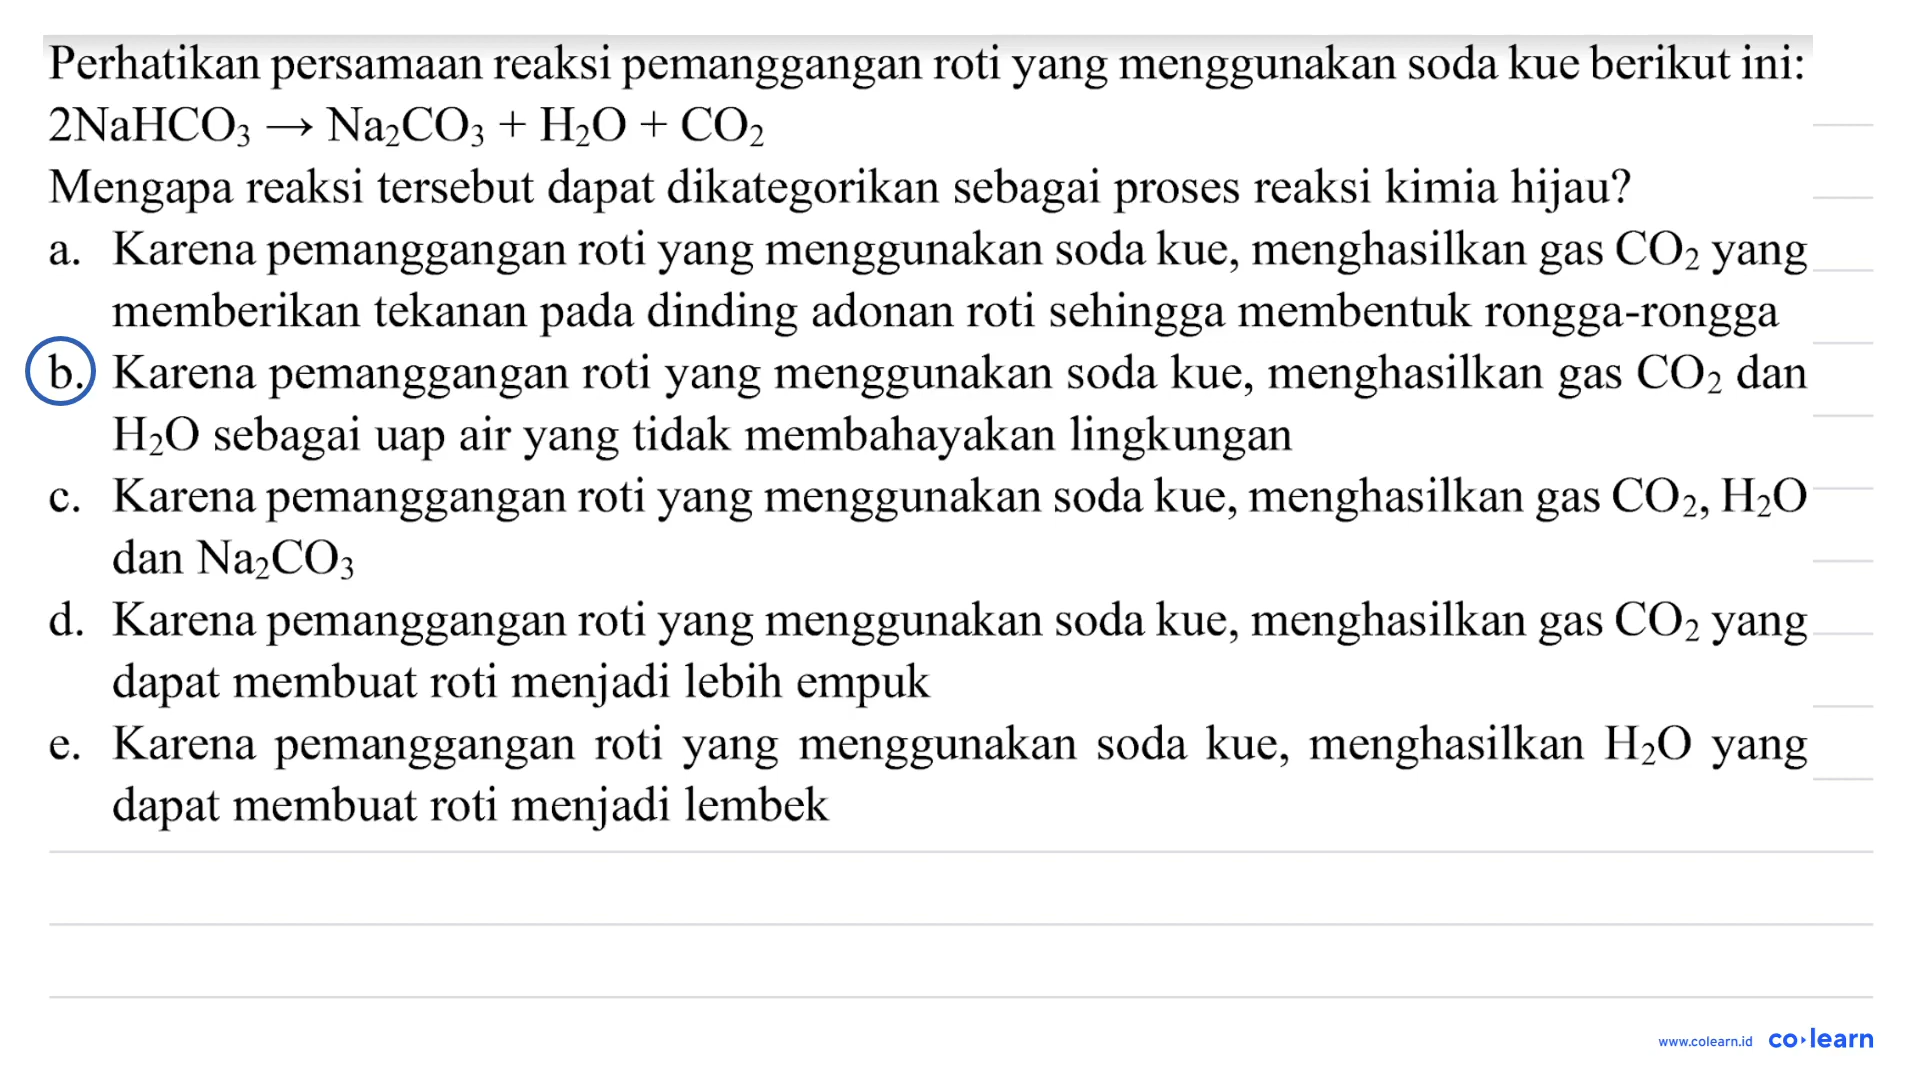 Perhatikan persamaan reaksi pemanggangan roti yang menggunakan soda kue berikut ini:
2NaHCO₃ → Na₂CO₃ + H₂O + CO₂
Mengapa reaksi tersebut dapat dikategorikan sebagai proses reaksi kimia hijau?
a. Karena pemanggangan roti yang menggunakan soda kue, menghasilkan gas CO₂ yang
memberikan tekanan pada dinding adonan roti sehingga membentuk rongga-rongga
b. Karena pemanggangan roti yang menggunakan soda kue, menghasilkan gas CO₂ dan
H₂O sebagai uap air yang tidak membahayakan lingkungan
c. Karena pemanggangan roti yang menggunakan soda kue, menghasilkan gas CO₂, H₂O
dan Na₂CO₃
d. Karena pemanggangan roti yang menggunakan soda kue, menghasilkan gas CO₂ yang
dapat membuat roti menjadi lebih empuk
e. Karena pemanggangan roti yang menggunakan soda kue, menghasilkan H₂O yang
dapat membuat roti menjadi lembek
www.colearn.id co learn